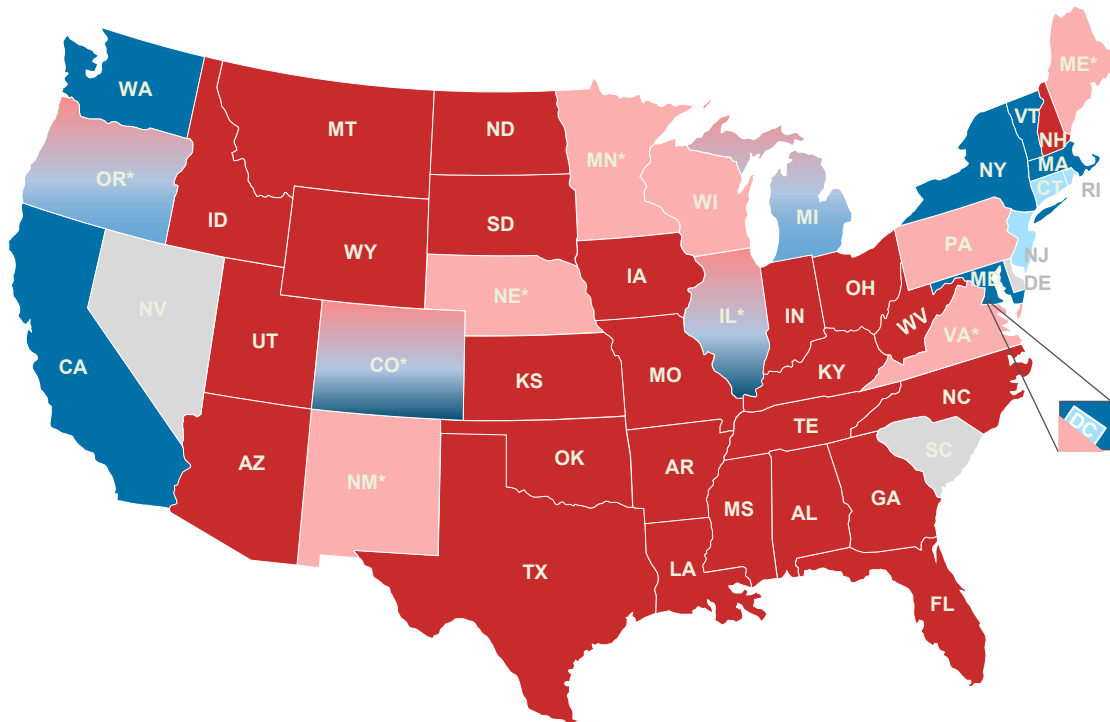 ME*
WA
VT
MT
ND
NH
MN*
MA
NY
OR*
CT
RI
WI
MI
ID
SD
PA
WY
NJ
IA
MD
DE
OH
NE*
IN
NV
IL*
WV
VA*
UT
CO*
CA
KS
MO
KY
NC
TE
DC
SC
AZ
OK
AR
NM*
GA
MS
AL
TX
LA
FL